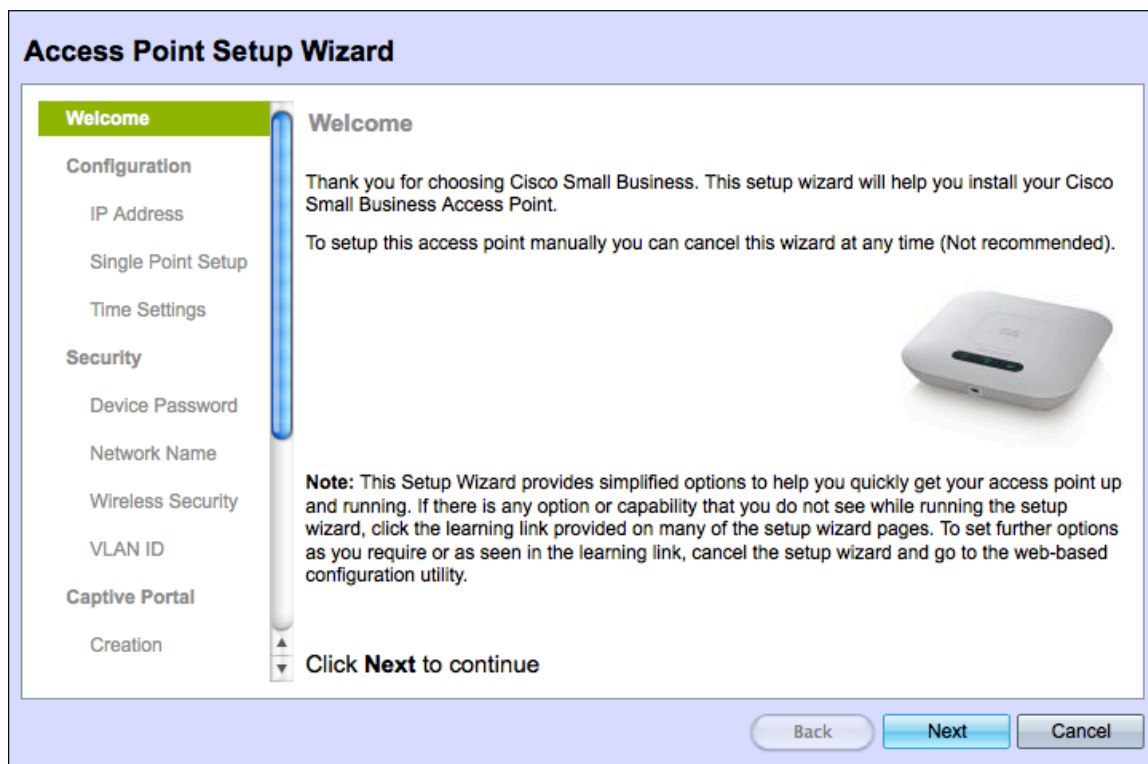 Access Point Setup Wizard
Welcome
Configuration
IP Address
Single Point Setup
Time Settings
Security
Device Password
Network Name
Wireless Security
VLAN ID
Captive Portal
Creation
Welcome
Thank you for choosing Cisco Small Business. This setup wizard will help you install your Cisco
Small Business Access Point.
To setup this access point manually you can cancel this wizard at any time (Not recommended).
Note: This Setup Wizard provides simplified options to help you quickly get your access point up
and running. If there is any option or capability that you do not see while running the setup
wizard, click the learning link provided on many of the setup wizard pages. To set further options
as you require or as seen in the learning link, cancel the setup wizard and go to the web-based
configuration utility.
Click Next to continue
Back
Next
Cancel